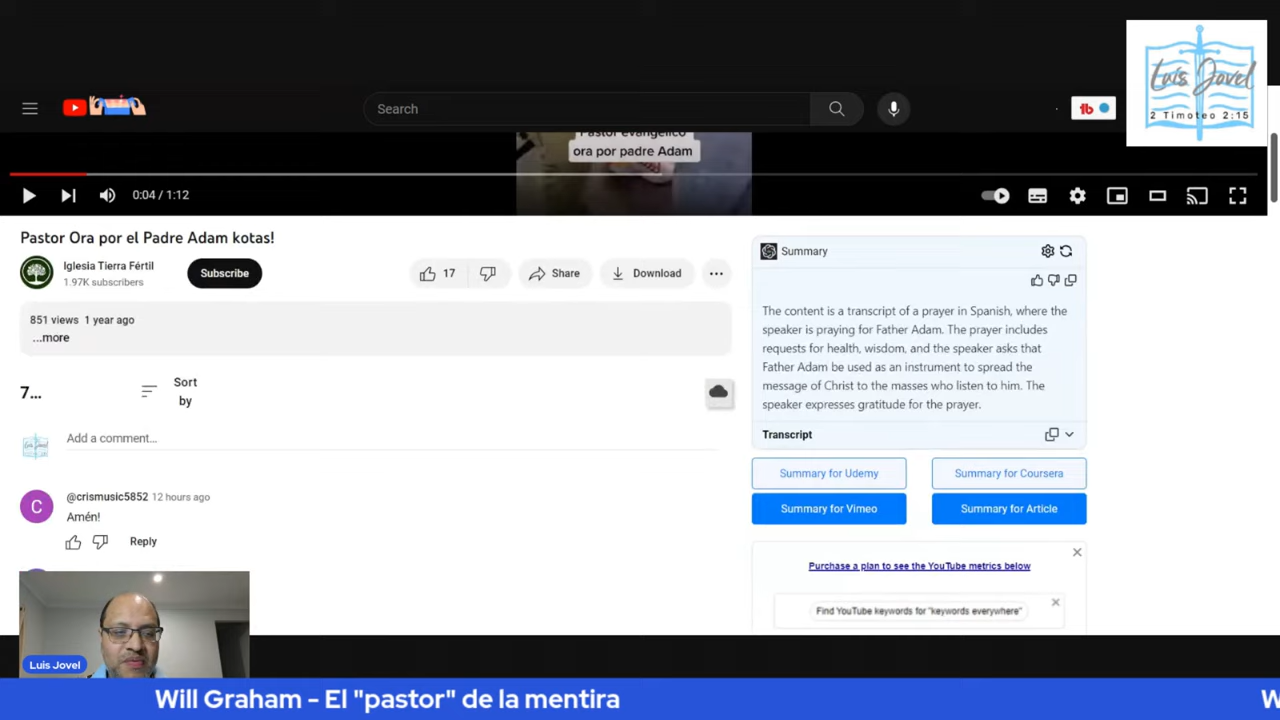 Luis Jovel
2 Timoteo 2:15
Search
Pastor evangelico
ora por padre Adam
0:04 / 1:12
Pastor Ora por el Padre Adam kotas!
Iglesia Tierra Fértil
1.97K subscribers
Subscribe
17
Share
Download
851 views 1 year ago
...more
7...
Sort
by
Add a comment...
C
@crismusic5852 12 hours ago
Amén!
Reply
Summary
The content is a transcript of a prayer in Spanish, where the
speaker is praying for Father Adam. The prayer includes
requests for health, wisdom, and the speaker asks that
Father Adam be used as an instrument to spread the
message of Christ to the masses who listen to him. The
speaker expresses gratitude for the prayer.
Transcript
Summary for Udemy
Summary for Coursera
Summary for Vimeo
Summary for Article
Purchase a plan to see the YouTube metrics below
Find YouTube keywords for "keywords everywhere"
Luis Jovel
Will Graham - El "pastor" de la mentira
W